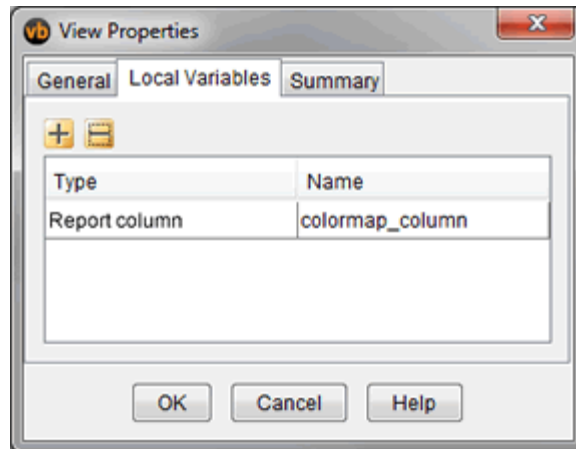 vb View Properties
General Local Variables Summary
Type Name
Report column colormap_column
OK Cancel Help